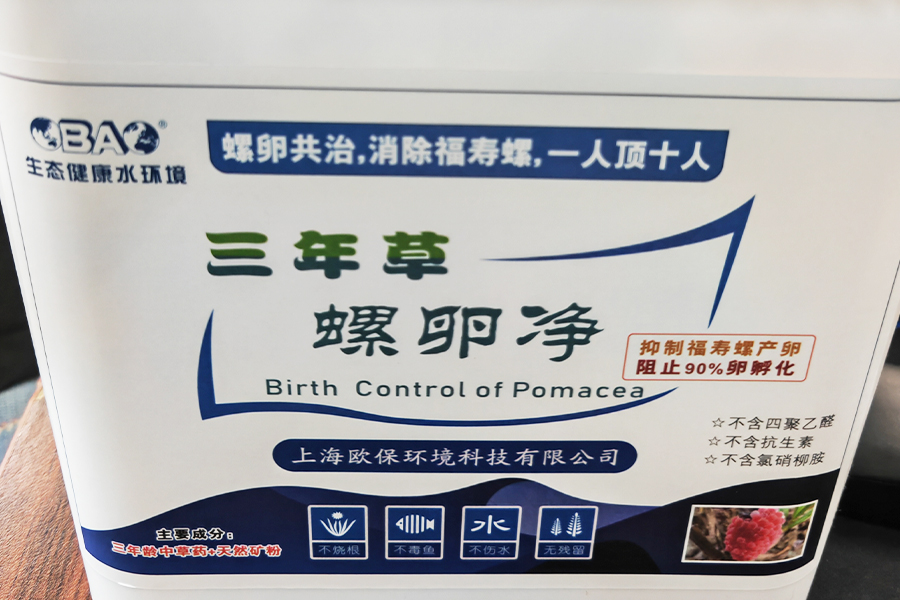 OBAO®
生态健康水环境
螺卵共治,消除福寿螺,一人顶十人
三年草
螺卵净
Birth Control of Pomacea
抑制福寿螺产卵
阻止90%卵孵化
☆不含四聚乙醛
☆不含抗生素
☆不含氯硝柳胺
上海欧保环境科技有限公司
主要成分:
三年龄中草药+天然矿粉
不烧根
不毒鱼
水
不伤水
无残留